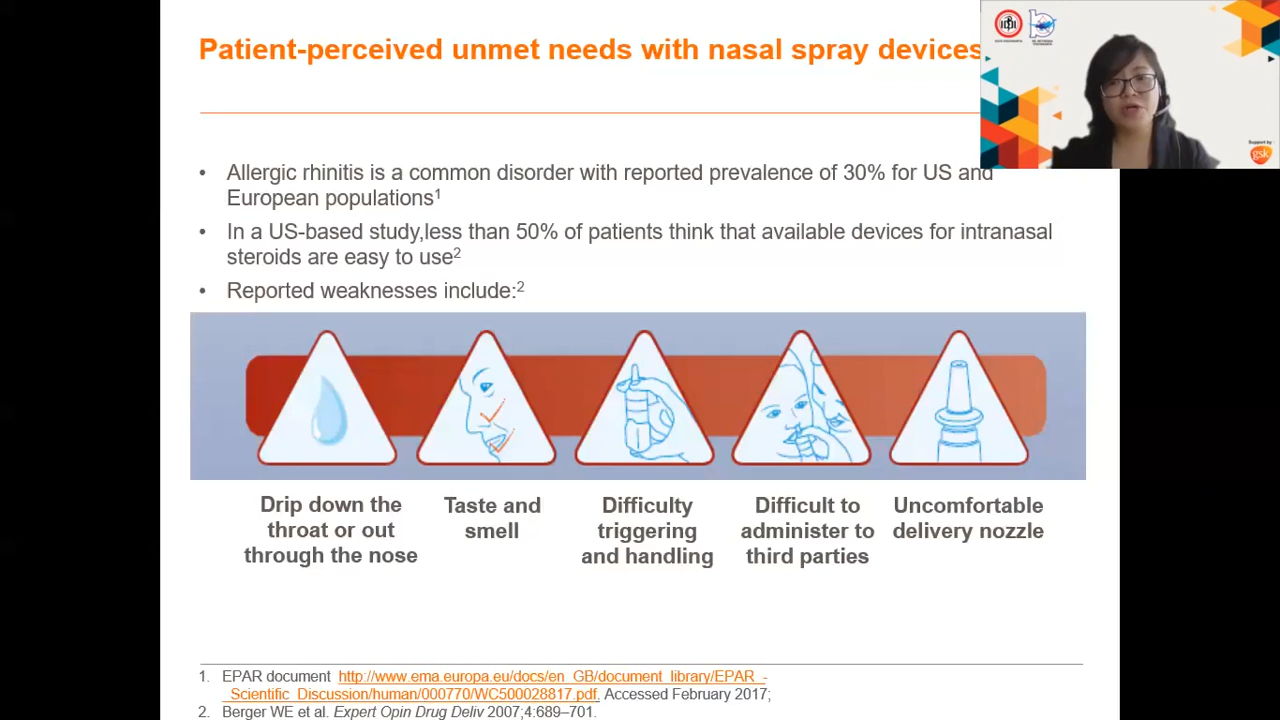 Patient-perceived unmet needs with nasal spray devices
Support by :
gsk
• Allergic rhinitis is a common disorder with reported prevalence of 30% for US and
European populations¹
• In a US-based study,less than 50% of patients think that available devices for intranasal
steroids are easy to use²
• Reported weaknesses include:²
Drip down the
throat or out
through the nose
Taste and
smell
Difficulty
triggering
and handling
Difficult to
administer to
third parties
Uncomfortable
delivery nozzle
1. EPAR document http://www.ema.europa.eu/docs/en_GB/document_library/EPAR_-
_Scientific_Discussion/human/000770/WC500028817.pdf. Accessed February 2017;
2. Berger WE et al. Expert Opin Drug Deliv 2007;4:689–701.